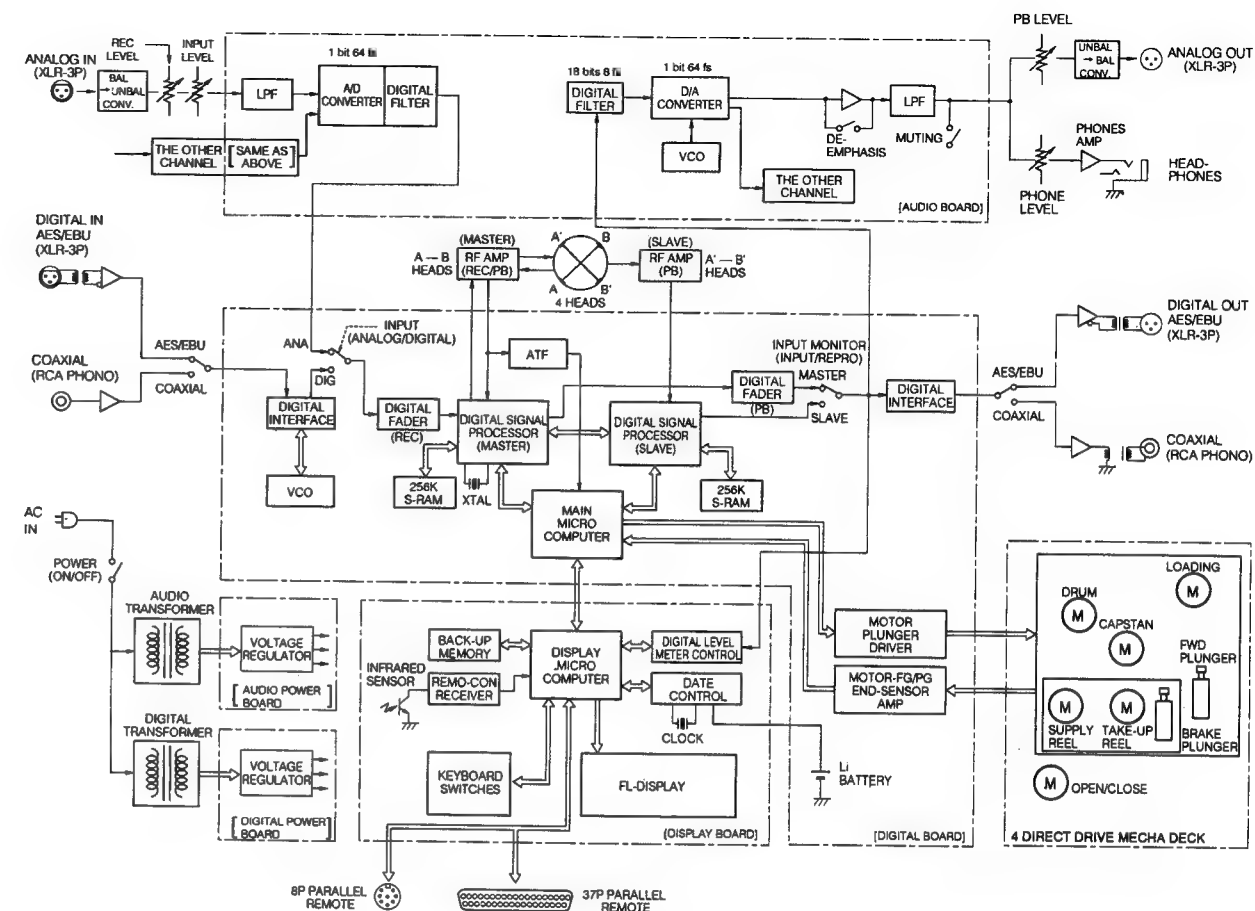 ANALOG IN
(XLR-3P)
REC
LEVEL
INPUT
LEVEL
BAL
→UNBAL
CONV.
1 bit 64 fs
LPF
A/D
CONVERTER
DIGITAL
FILTER
THE OTHER
CHANNEL
[SAME AS
ABOVE]
18 bits 8 fs
DIGITAL
FILTER
1 bit 64 fs
D/A
CONVERTER
VCO
DE-
EMPHASIS
LPF
MUTING
THE OTHER
CHANNEL
[AUDIO BOARD]
PB LEVEL
UNBAL
→ BAL
CONV.
ANALOG OUT
(XLR-3P)
PHONES
AMP
HEAD-
PHONES
PHONE
LEVEL
DIGITAL IN
AES/EBU
(XLR-3P)
COAXIAL
(RCA PHONO)
AES/EBU
COAXIAL
(MASTER)
A — B
HEADS
RF AMP
(REC/PB)
A'
B
A
B'
4 HEADS
(SLAVE)
RF AMP
(PB)
A' — B'
HEADS
ANA
DIG
INPUT
(ANALOG/DIGITAL)
ATF
DIGITAL
INTERFACE
VCO
DIGITAL
FADER
(REC)
DIGITAL SIGNAL
PROCESSOR
(MASTER)
256K
S-RAM
XTAL
DIGITAL SIGNAL
PROCESSOR
(SLAVE)
256K
S-RAM
DIGITAL
FADER
(PB)
INPUT MONITOR
(INPUT/REPRO)
MASTER
SLAVE
DIGITAL
INTERFACE
AES/EBU
COAXIAL
DIGITAL OUT
AES/EBU
(XLR-3P)
COAXIAL
(RCA PHONO)
MAIN
MICRO
COMPUTER
AC
IN
POWER
(ON/OFF)
AUDIO
TRANSFORMER
VOLTAGE
REGULATOR
[AUDIO POWER
BOARD]
DIGITAL
TRANSFORMER
VOLTAGE
REGULATOR
[DIGITAL POWER
BOARD]
BACK-UP
MEMORY
INFRARED
SENSOR
REMO-CON
RECEIVER
DISPLAY
MICRO
COMPUTER
DIGITAL LEVEL
METER CONTROL
DATE
CONTROL
CLOCK
KEYBOARD
SWITCHES
FL-DISPLAY
[DISPLAY BOARD]
Li
BATTERY
[DIGITAL BOARD]
MOTOR
PLUNGER
DRIVER
MOTOR-FG/PG
END-SENSOR
AMP
LOADING
M
DRUM
M
CAPSTAN
M
FWD
PLUNGER
M
SUPPLY
REEL
M
TAKE-UP
REEL
BRAKE
PLUNGER
M
OPEN/CLOSE
4 DIRECT DRIVE MECHA DECK
8P PARALLEL
REMOTE
37P PARALLEL
REMOTE